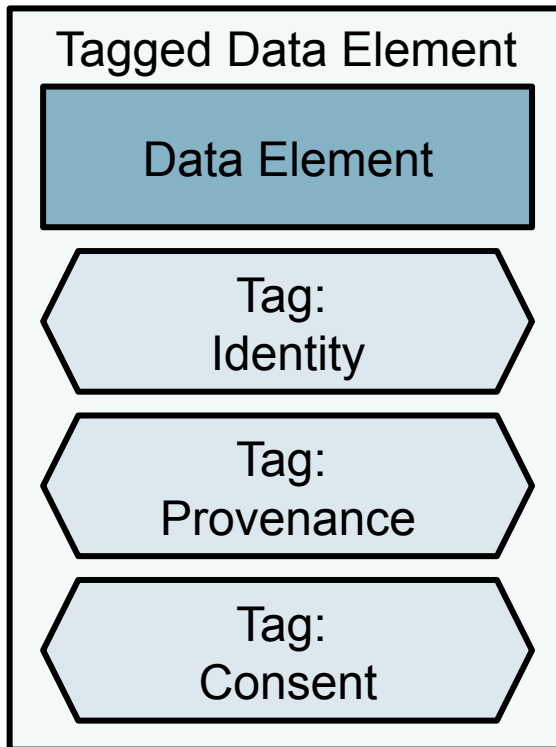 Tagged Data Element
Data Element
Tag:
Identity
Tag:
Provenance
Tag:
Consent